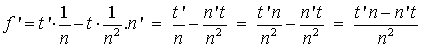 f ' = t '· 1/n − t · 1/n² .n' = t '/n − n't/n² = t'n/n² − n't/n² = t'n − n't/n²